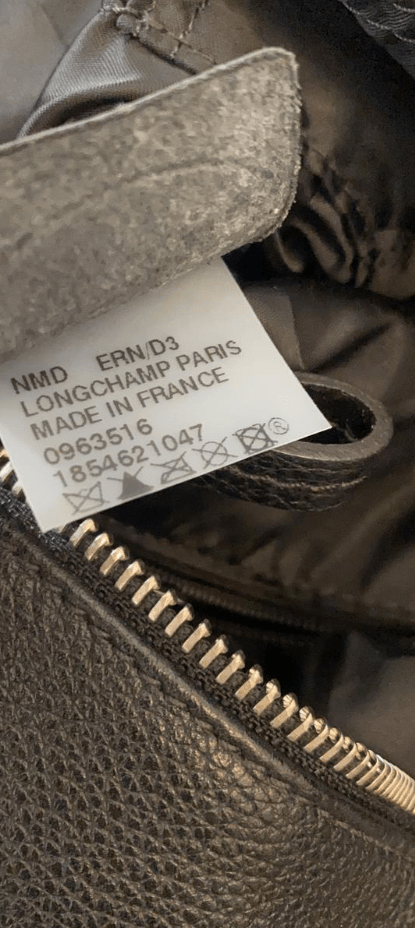 NMD ERN/D3
LONGCHAMP PARIS
MADE IN FRANCE
0963516
1854621047
®